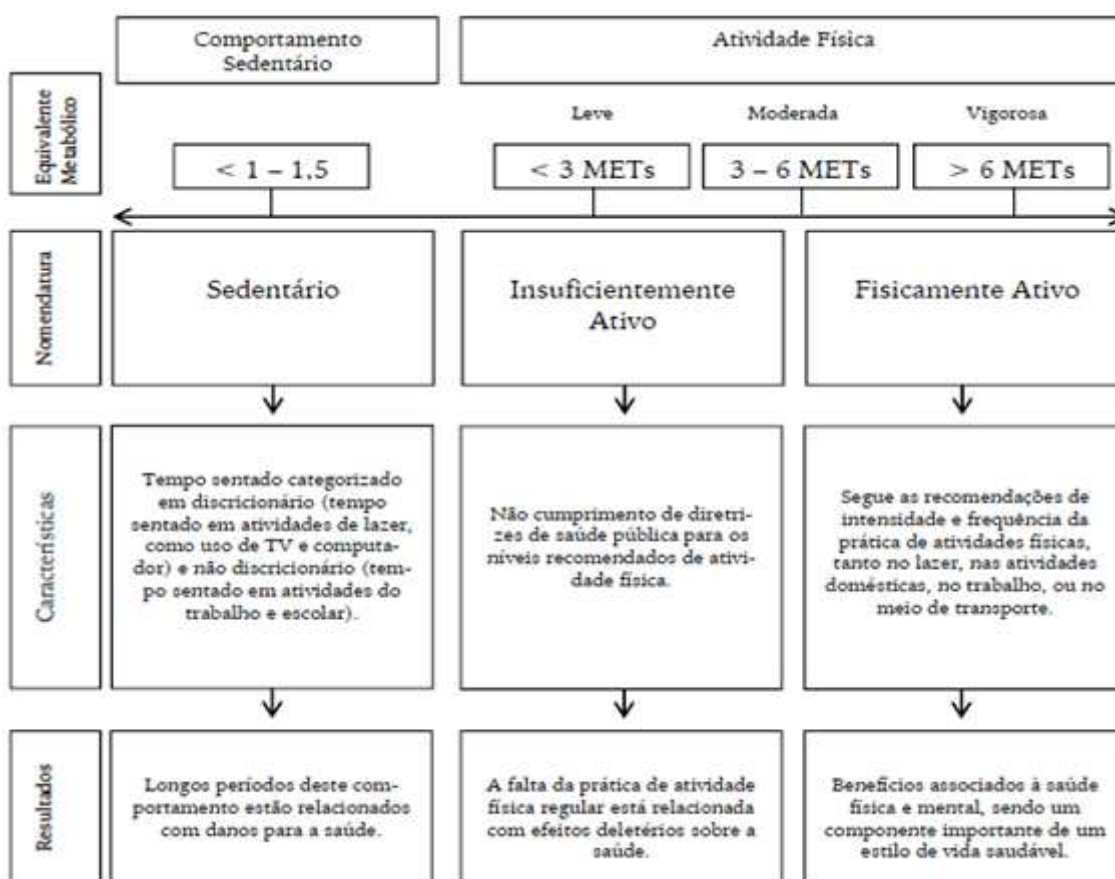 Comportamento
Sedentário
Atividade Física
Equivalente
Metabólico
Leve
Moderada
Vigorosa
< 1 – 1,5
< 3 METs
3 – 6 METs
> 6 METs
Nomendatura
Sedentário
Insuficientemente
Ativo
Fisicamente Ativo
Características
Tempo sentado categorizado
em discricionário (tempo
sentado em atividades de lazer,
como uso de TV e computa-
dor) e não discricionário (tem-
po sentado em atividades do
trabalho e escolar).
Não cumprimento de diretri-
zes de saúde pública para os
níveis recomendados de ativi-
dade física.
Segue as recomendações de
intensidade e frequência da
prática de atividades físicas,
tanto no lazer, nas atividades
domésticas, no trabalho, ou no
meio de transporte.
Resultados
Longos períodos deste com-
portamento estão relacionados
com danos para a saúde.
A falta da prática de atividade
física regular está relacionada
com efeitos deletérios sobre a
saúde.
Benefícios associados à saúde
física e mental, sendo um
componente importante de um
estilo de vida saudável.